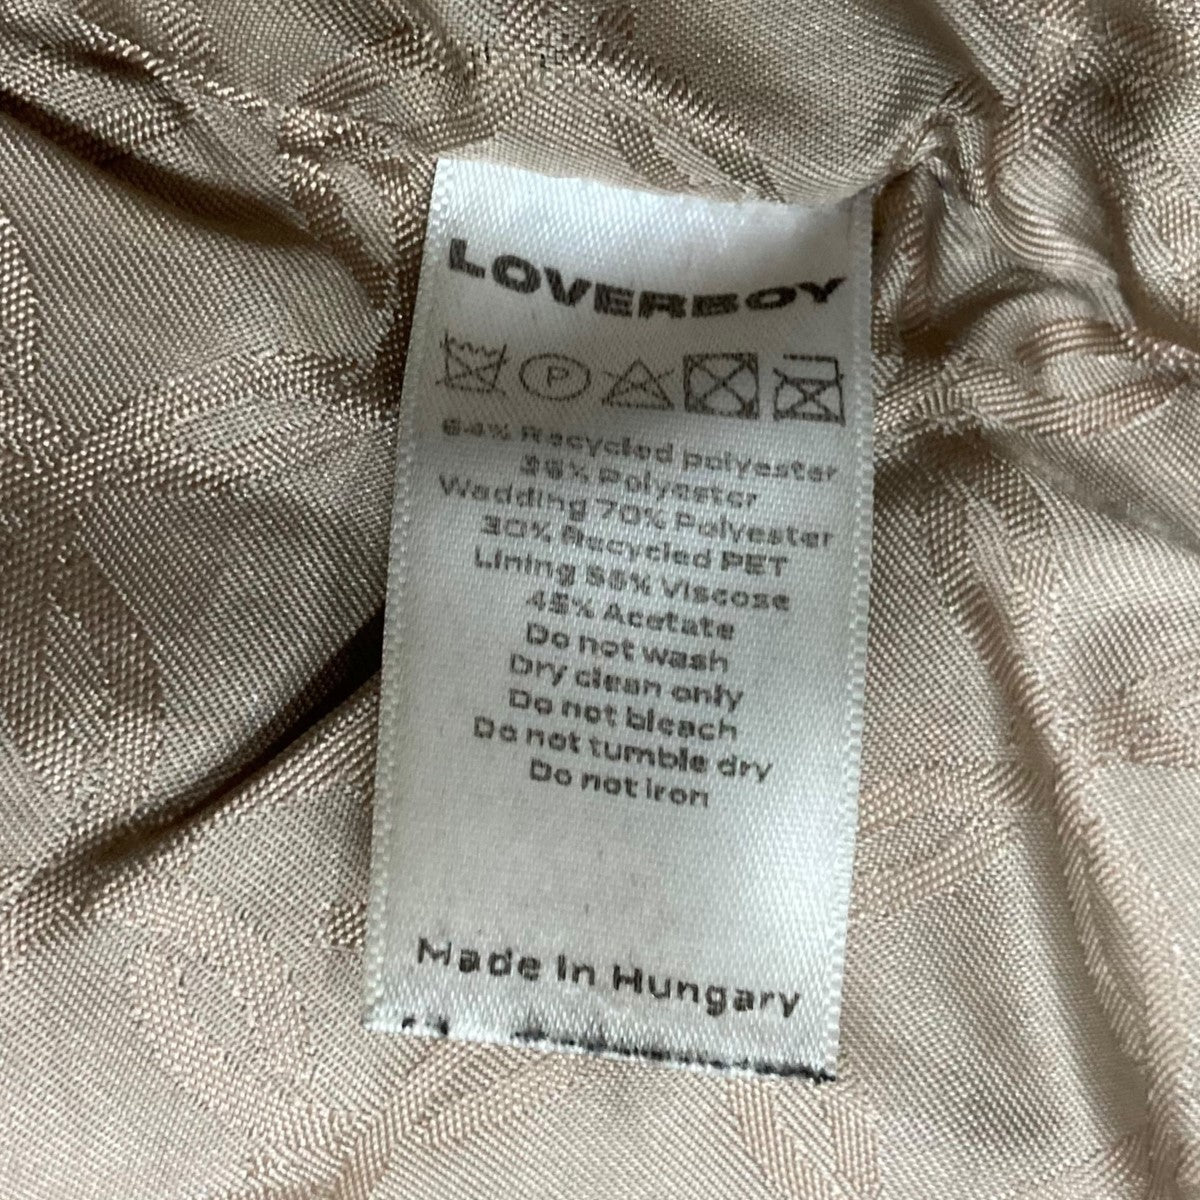 LOVERBOY
P
64% Recycled polyester
36% Polyester
Wadding 70% Polyester
30% Recycled PET
Lining 55% Viscose
45% Acetate
Do not wash
Dry clean only
Do not bleach
Do not tumble dry
Do not iron
Made in Hungary